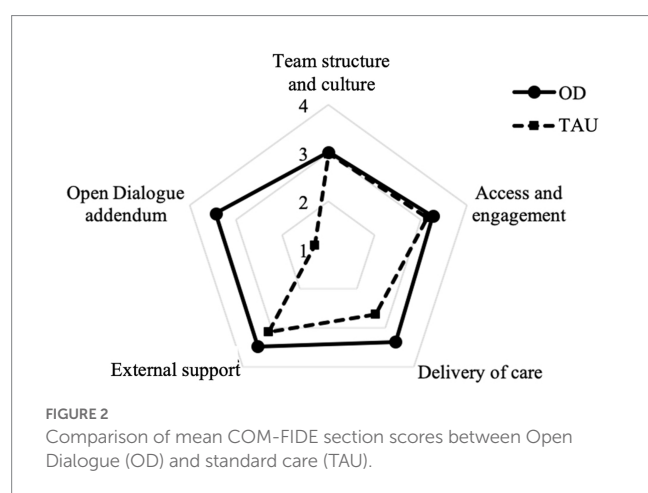 Team structure
and culture
4
3
2
1
OD
TAU
Open Dialogue
addendum
Access and
engagement
External support
Delivery of care
FIGURE 2
Comparison of mean COM-FIDE section scores between Open
Dialogue (OD) and standard care (TAU).